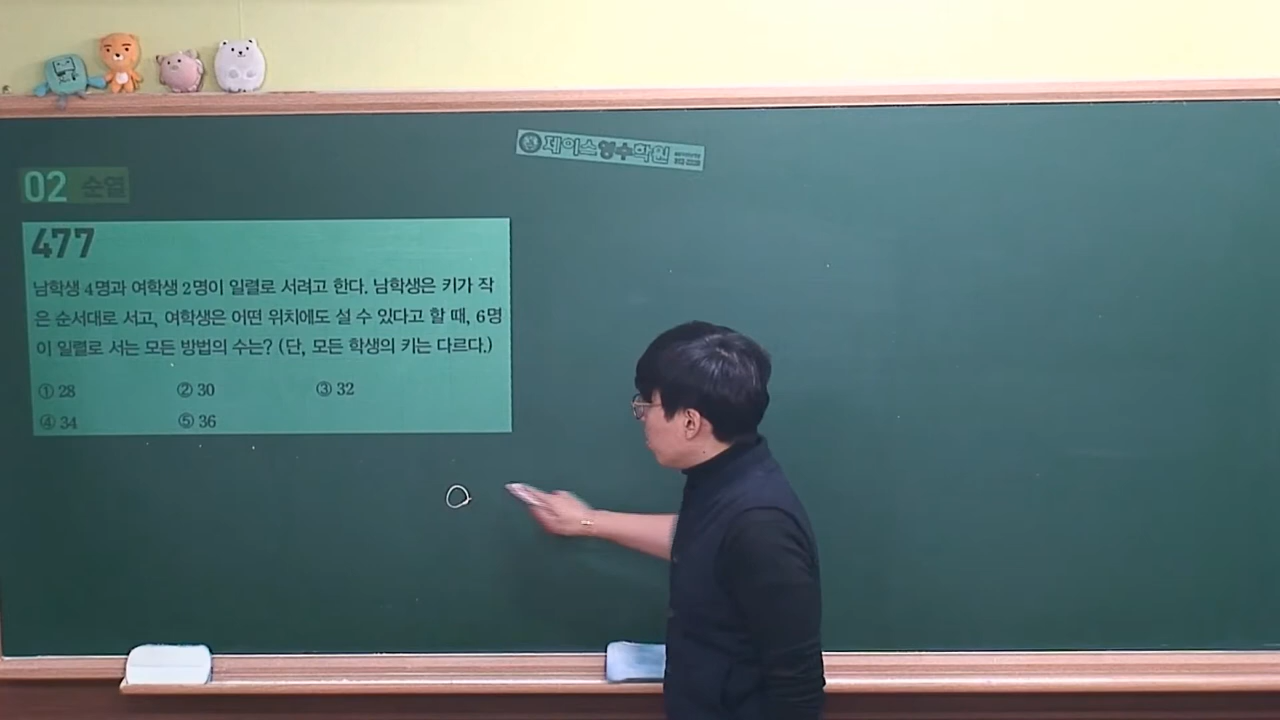 제이스영수학원
02 순열
477
남학생 4명과 여학생 2명이 일렬로 서려고 한다. 남학생은 키가 작
은 순서대로 서고, 여학생은 어떤 위치에도 설 수 있다고 할 때, 6명
이 일렬로 서는 모든 방법의 수는? (단, 모든 학생의 키는 다르다.)
① 28 ② 30 ③ 32
④ 34 ⑤ 36